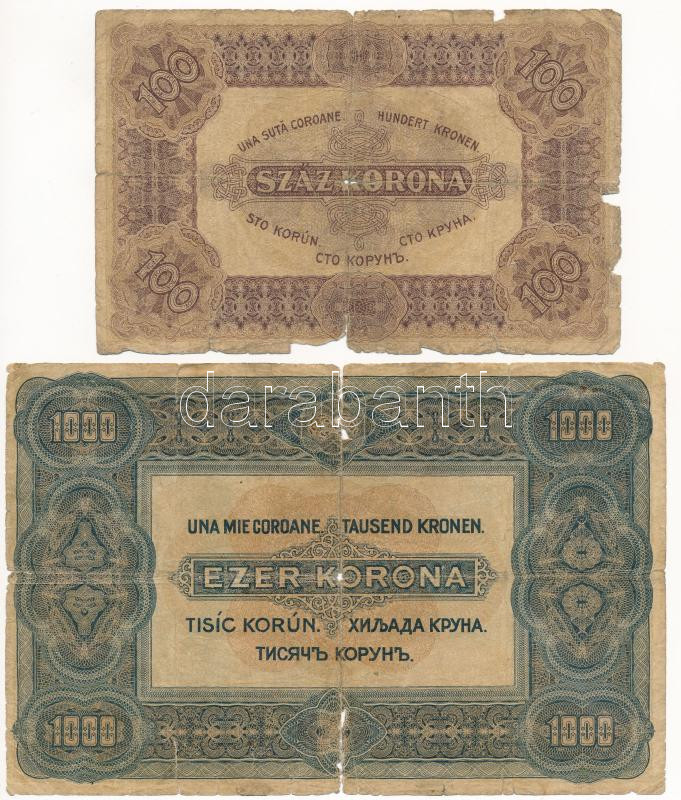 100 100
UNA SUTĂ COROANE. HUNDERT KRONEN.
SZÁZ KORONA
STO KORÚN. СТО КРУНА.
СТО КОРУНЪ.
100 100
darabanth
1000 1000
UNA MIE COROANE. TAUSEND KRONEN.
EZER KORONA
TISÍC KORÚN. ХИЉАДА КРУНА.
ТИСЯЧЪ КОРУНЪ.
1000 1000